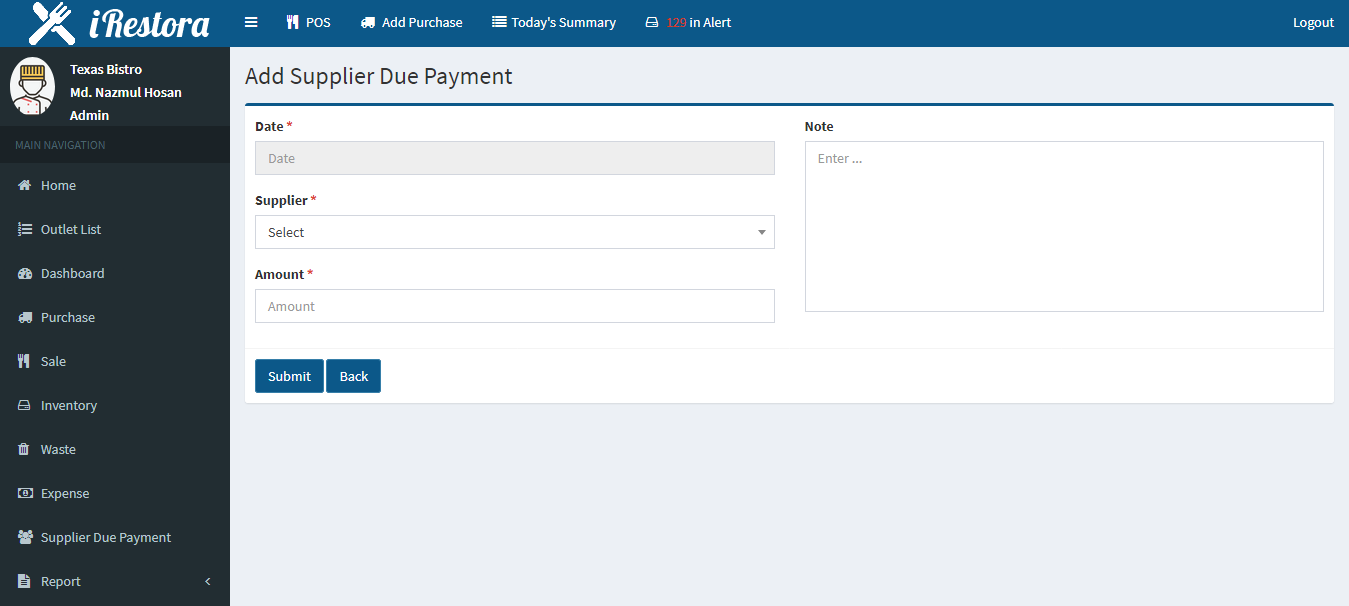 iRestora
POS
Add Purchase
Today's Summary
129 in Alert
Logout
Texas Bistro
Md. Nazmul Hosan
Admin
MAIN NAVIGATION
Home
Outlet List
Dashboard
Purchase
Sale
Inventory
Waste
Expense
Supplier Due Payment
Report
Add Supplier Due Payment
Date *
Date
Supplier *
Select
Amount *
Amount
Note
Enter ...
Submit
Back